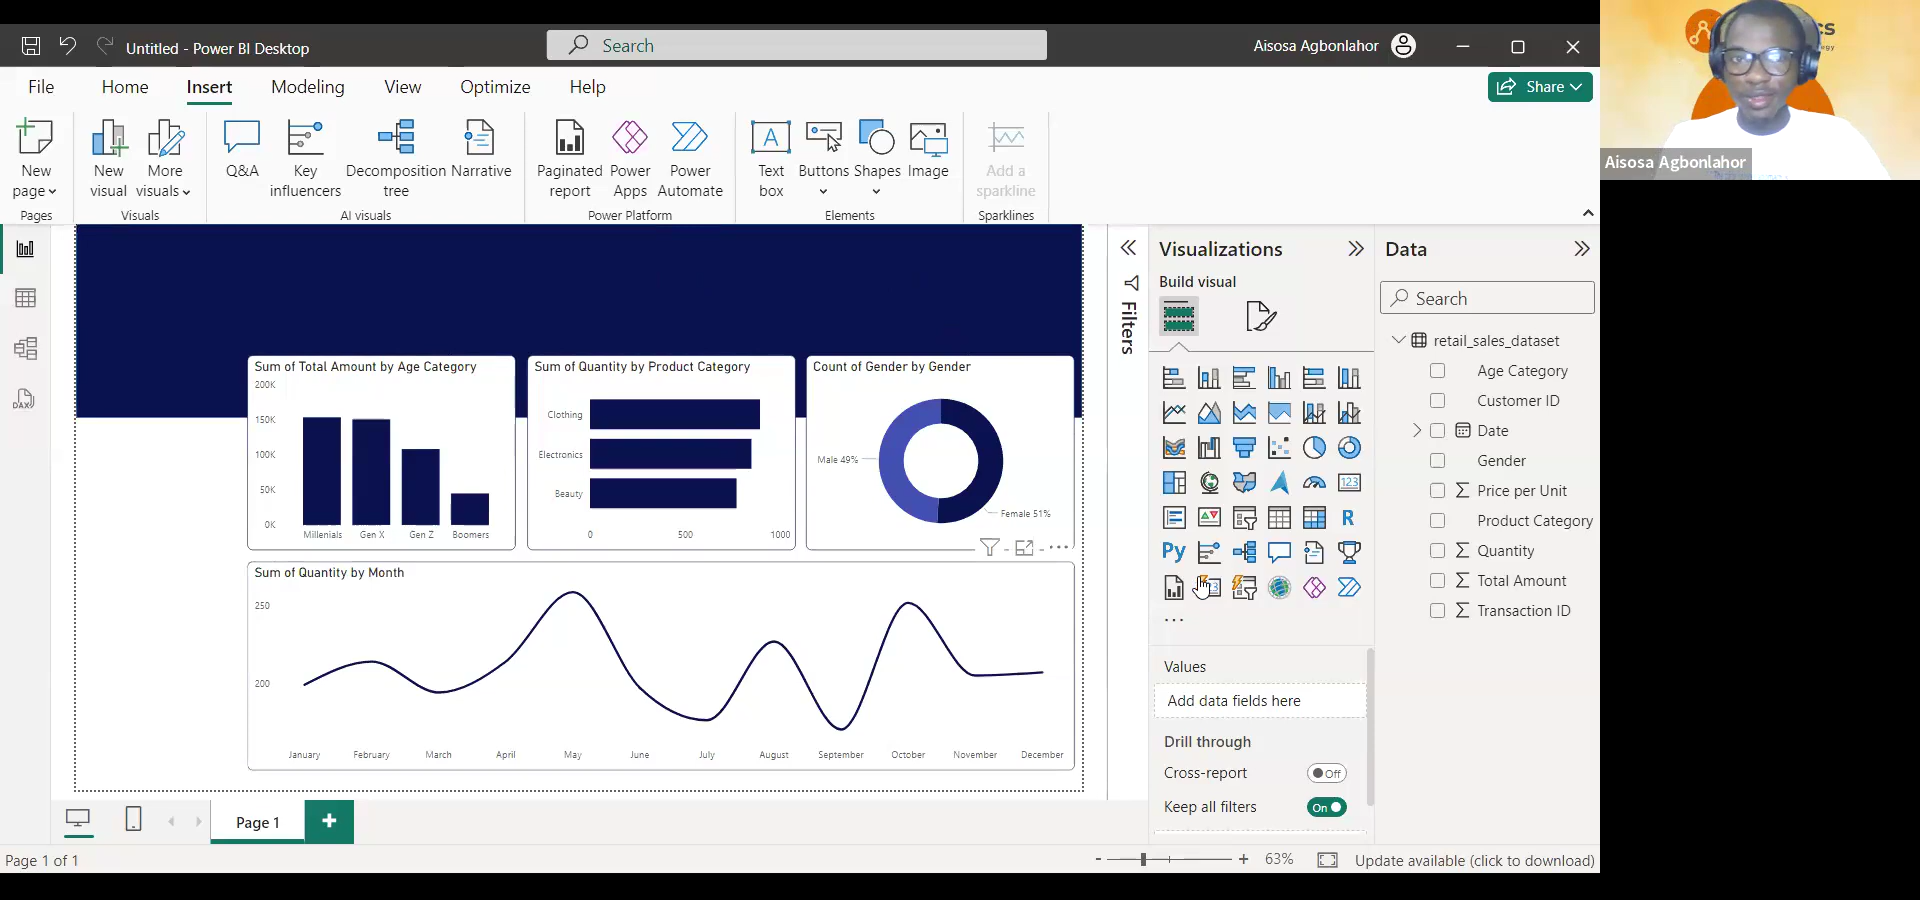 Untitled - Power BI Desktop
Search
Aisosa Agbonlahor
File
Home
Insert
Modeling
View
Optimize
Help
Share
New page
New visual
More visuals
Q&A
Key influencers
Decomposition tree
Narrative
Paginated report
Power Apps
Power Automate
Text box
Buttons
Shapes
Image
Add a sparkline
Pages
Visuals
AI visuals
Power Platform
Elements
Sparklines
Sum of Total Amount by Age Category
200K
150K
100K
50K
0K
Millenials
Gen X
Gen Z
Boomers
Sum of Quantity by Product Category
Clothing
Electronics
Beauty
0
500
1000
Count of Gender by Gender
Male 49%
Female 51%
Sum of Quantity by Month
250
200
January
February
March
April
May
June
July
August
September
October
November
December
Filters
Visualizations
Build visual
123
R
Py
Values
Add data fields here
Drill through
Cross-report
Off
Keep all filters
On
Data
Search
retail_sales_dataset
Age Category
Customer ID
Date
Gender
Price per Unit
Product Category
Quantity
Total Amount
Transaction ID
DAX
Page 1
Page 1 of 1
63%
Update available (click to download)
Aisosa Agbonlahor